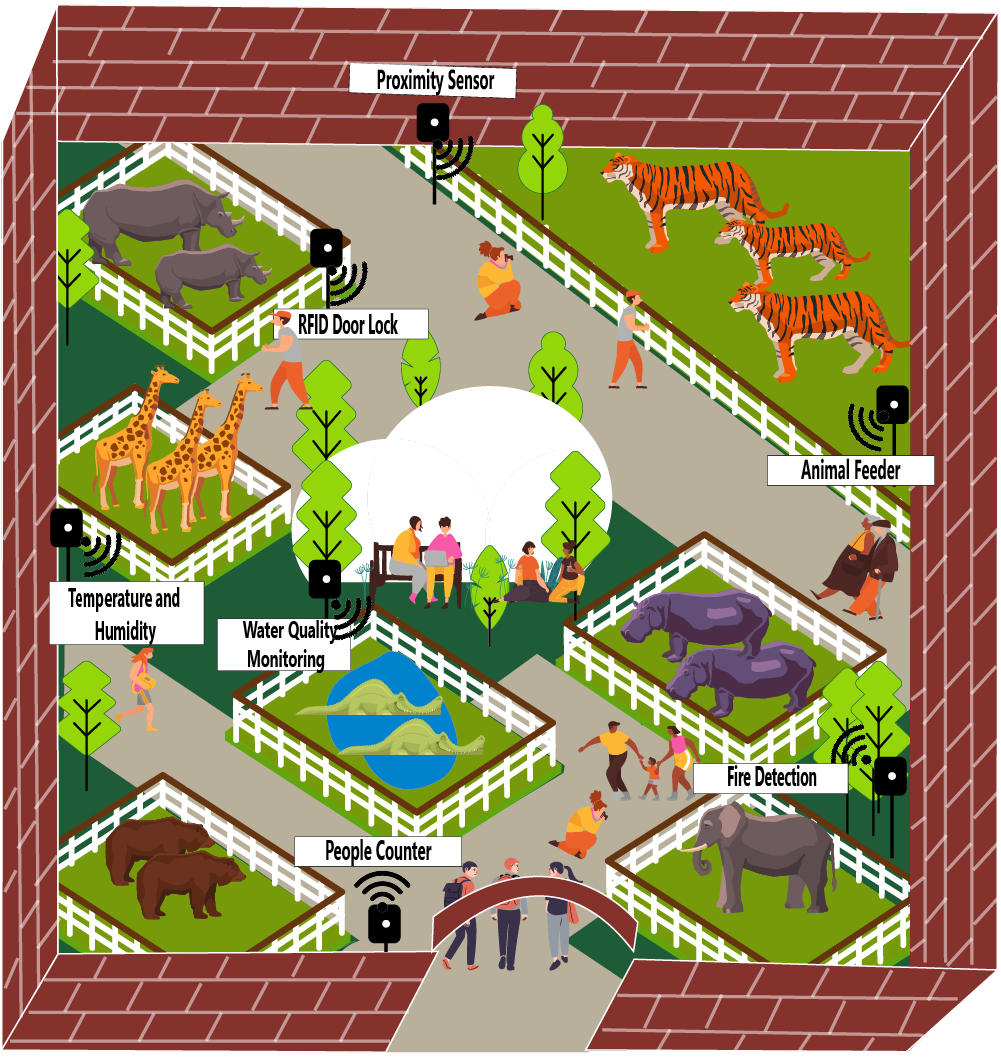 Proximity Sensor
RFID Door Lock
Animal Feeder
Temperature and
Humidity
Water Quality
Monitoring
Fire Detection
People Counter